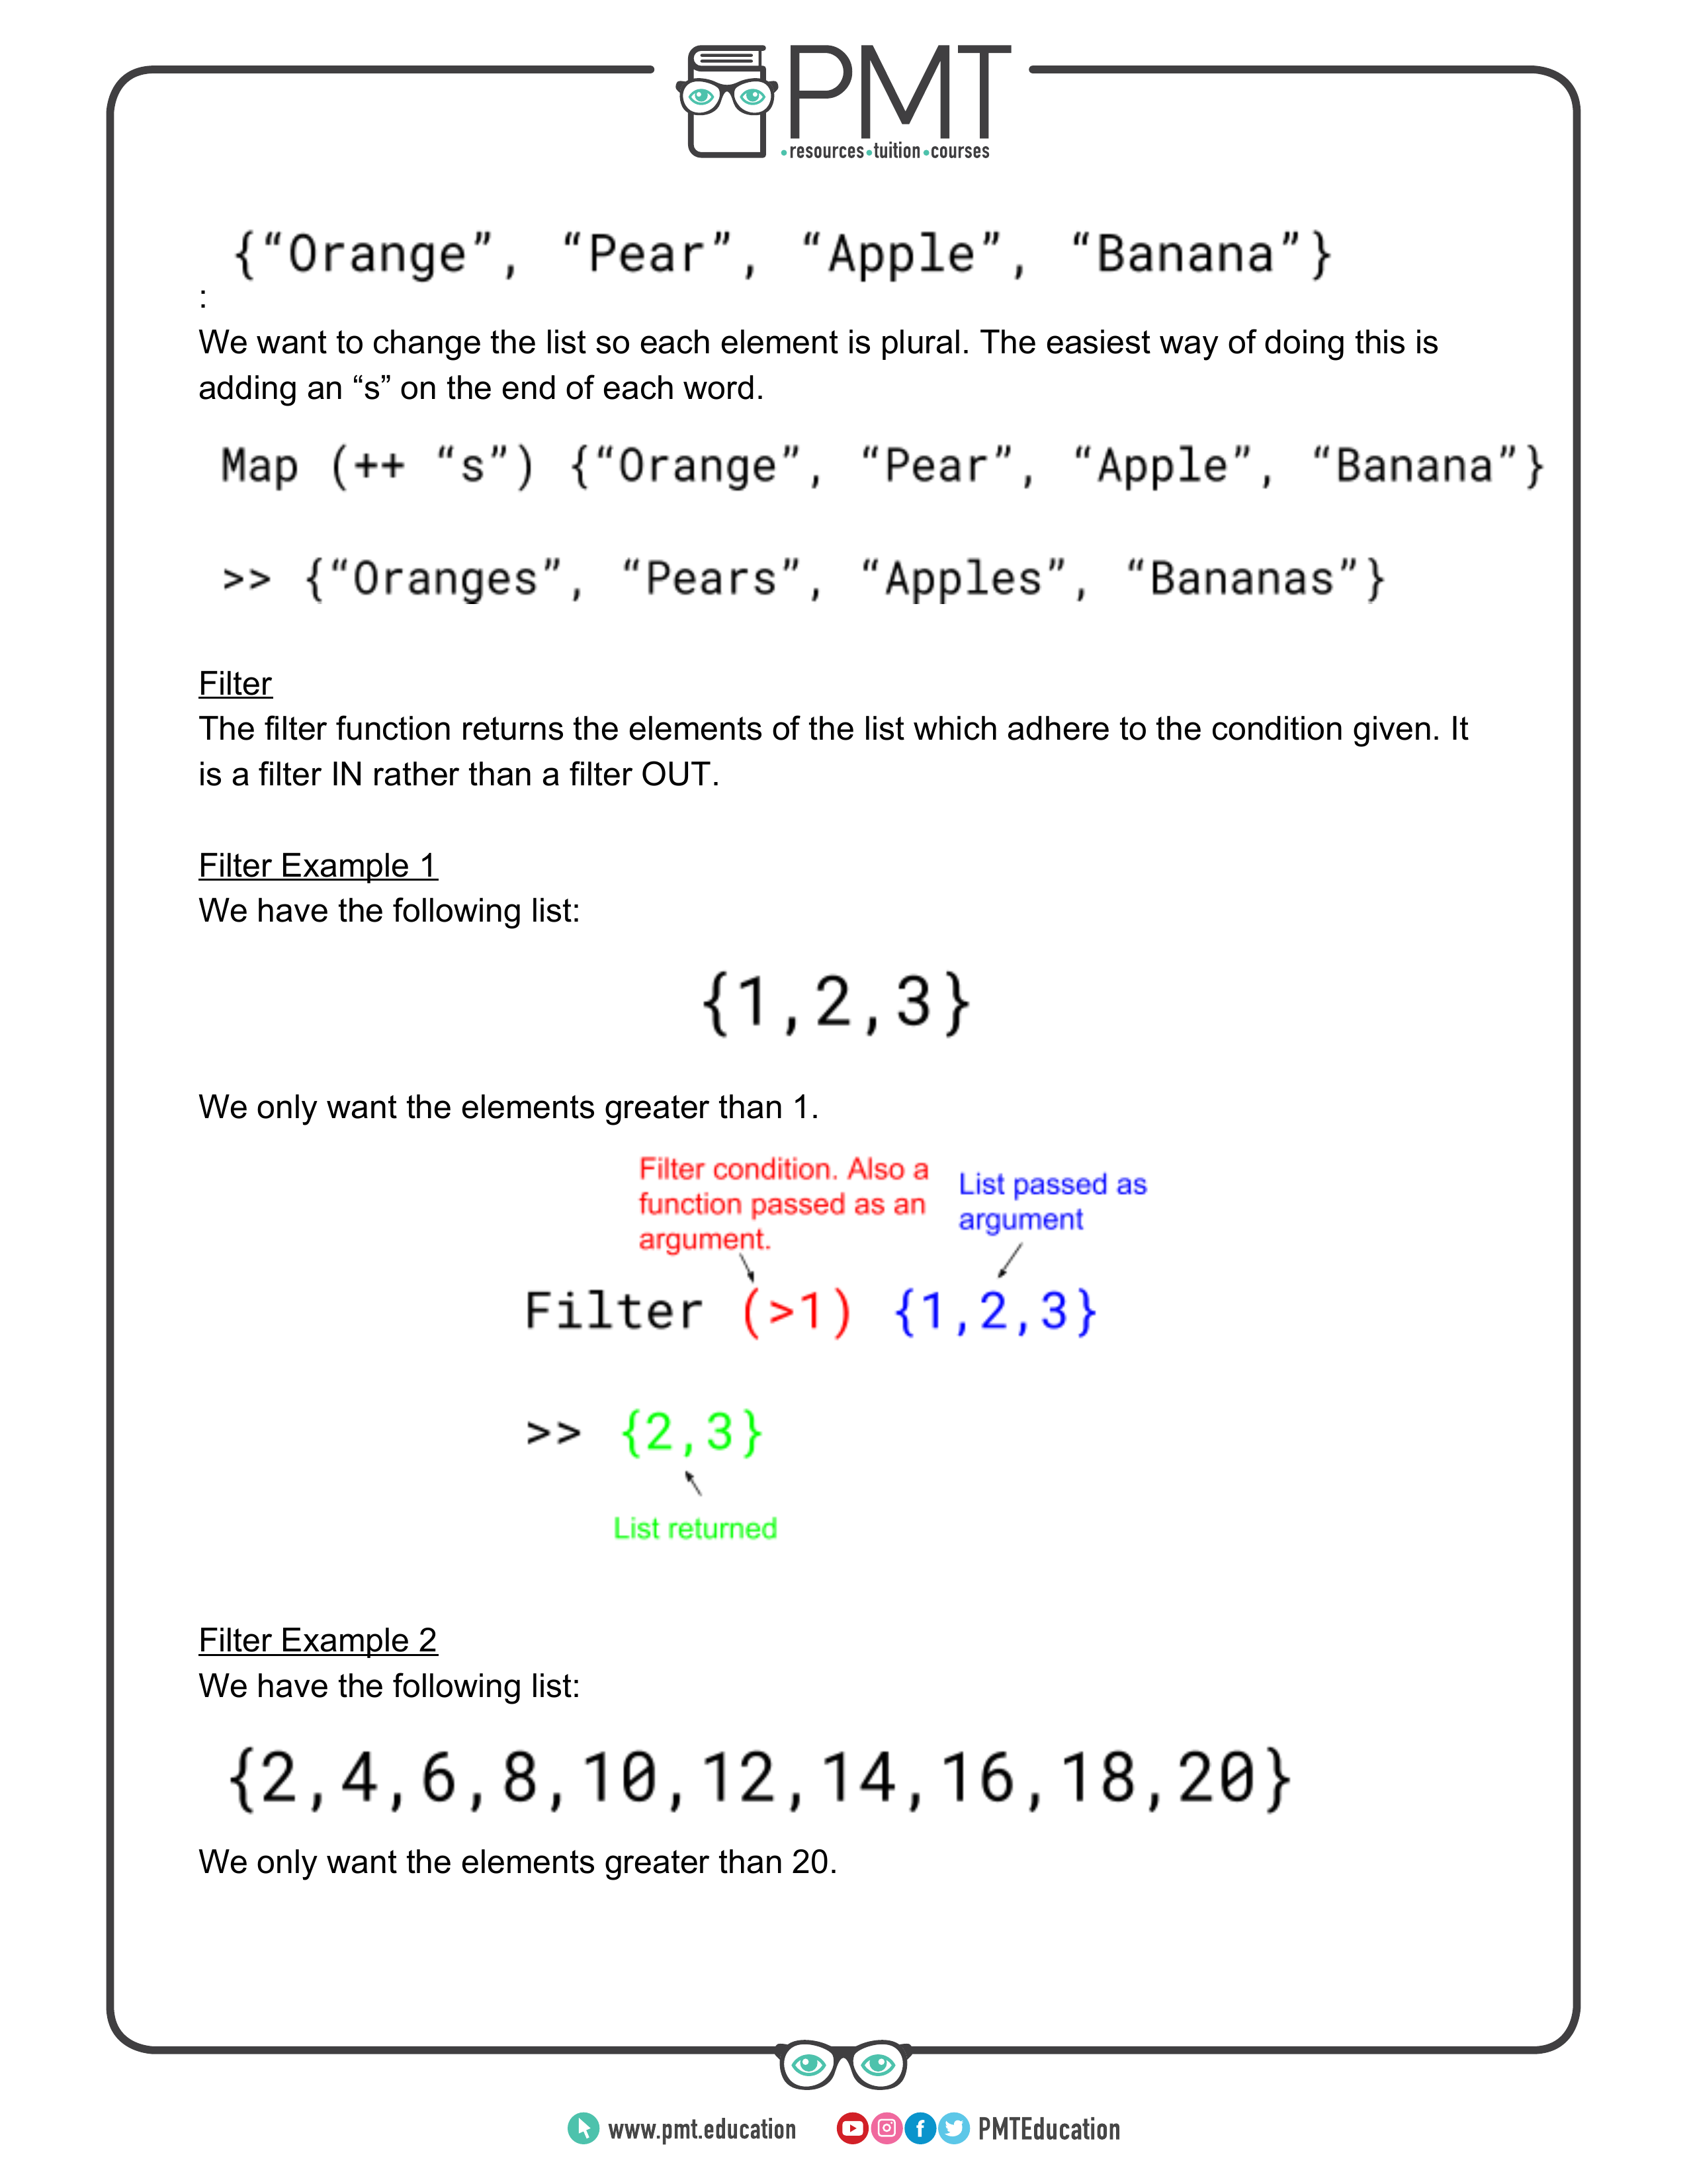 PMT
•resources•tuition•courses
{“Orange”, “Pear”, “Apple”, “Banana”}
:
We want to change the list so each element is plural. The easiest way of doing this is
adding an “s” on the end of each word.
Map (++ “s”) {“Orange”, “Pear”, “Apple”, “Banana”}
>> {“Oranges”, “Pears”, “Apples”, “Bananas”}
Filter
The filter function returns the elements of the list which adhere to the condition given. It
is a filter IN rather than a filter OUT.
Filter Example 1
We have the following list:
{1,2,3}
We only want the elements greater than 1.
Filter condition. Also a
function passed as an
argument.
List passed as
argument
Filter (>1) {1,2,3}
>> {2,3}
List returned
Filter Example 2
We have the following list:
{2,4,6,8,10,12,14,16,18,20}
We only want the elements greater than 20.
www.pmt.education PMTEducation